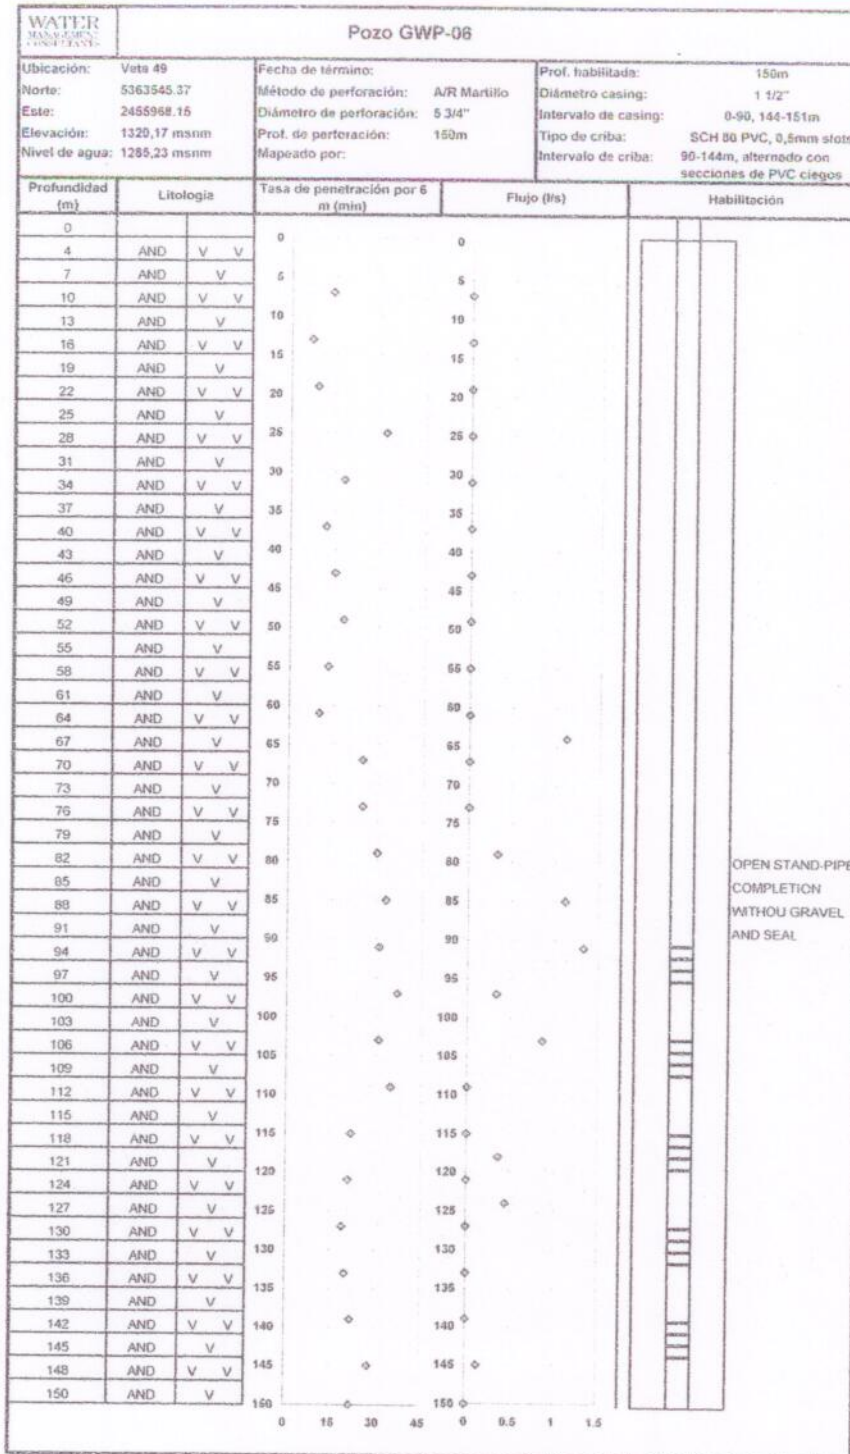 WATER
MANAGEMENT
CONSULTANTS
Pozo GWP-06
Ubicación: Veta 49
Norte: 5363545.37
Este: 2455968.15
Elevación: 1320,17 msnm
Nivel de agua: 1285,23 msnm
Fecha de término:
Método de perforación: A/R Martillo
Diámetro de perforación: 5 3/4"
Prof. de perforación: 150m
Mapeado por:
Prof. habilitada: 150m
Diámetro casing: 1 1/2"
Intervalo de casing: 0-90, 144-151m
Tipo de criba: SCH 80 PVC, 0,5mm slots
Intervalo de criba: 90-144m, alternado con
secciones de PVC ciegos
Profundidad (m) Litología Tasa de penetración por 6 m (min) Flujo (l/s) Habilitación
0
4 AND V V
7 AND V
10 AND V V
13 AND V
16 AND V V
19 AND V
22 AND V V
25 AND V
28 AND V V
31 AND V
34 AND V V
37 AND V
40 AND V V
43 AND V
46 AND V V
49 AND V
52 AND V V
55 AND V
58 AND V V
61 AND V
64 AND V V
67 AND V
70 AND V V
73 AND V
76 AND V V
79 AND V
82 AND V V
85 AND V
88 AND V V
91 AND V
94 AND V V
97 AND V
100 AND V V
103 AND V
106 AND V V
109 AND V
112 AND V V
115 AND V
118 AND V V
121 AND V
124 AND V V
127 AND V
130 AND V V
133 AND V
136 AND V V
139 AND V
142 AND V V
145 AND V
148 AND V V
150 AND V
0
5
10
15
20
25
30
35
40
45
50
55
60
65
70
75
80
85
90
95
100
105
110
115
120
125
130
135
140
145
150
0 15 30 45
0
5
10
15
20
25
30
35
40
45
50
55
60
65
70
75
80
85
90
95
100
105
110
115
120
125
130
135
140
145
150
0 0.5 1 1.5
OPEN STAND-PIPE
COMPLETION
WITHOU GRAVEL
AND SEAL